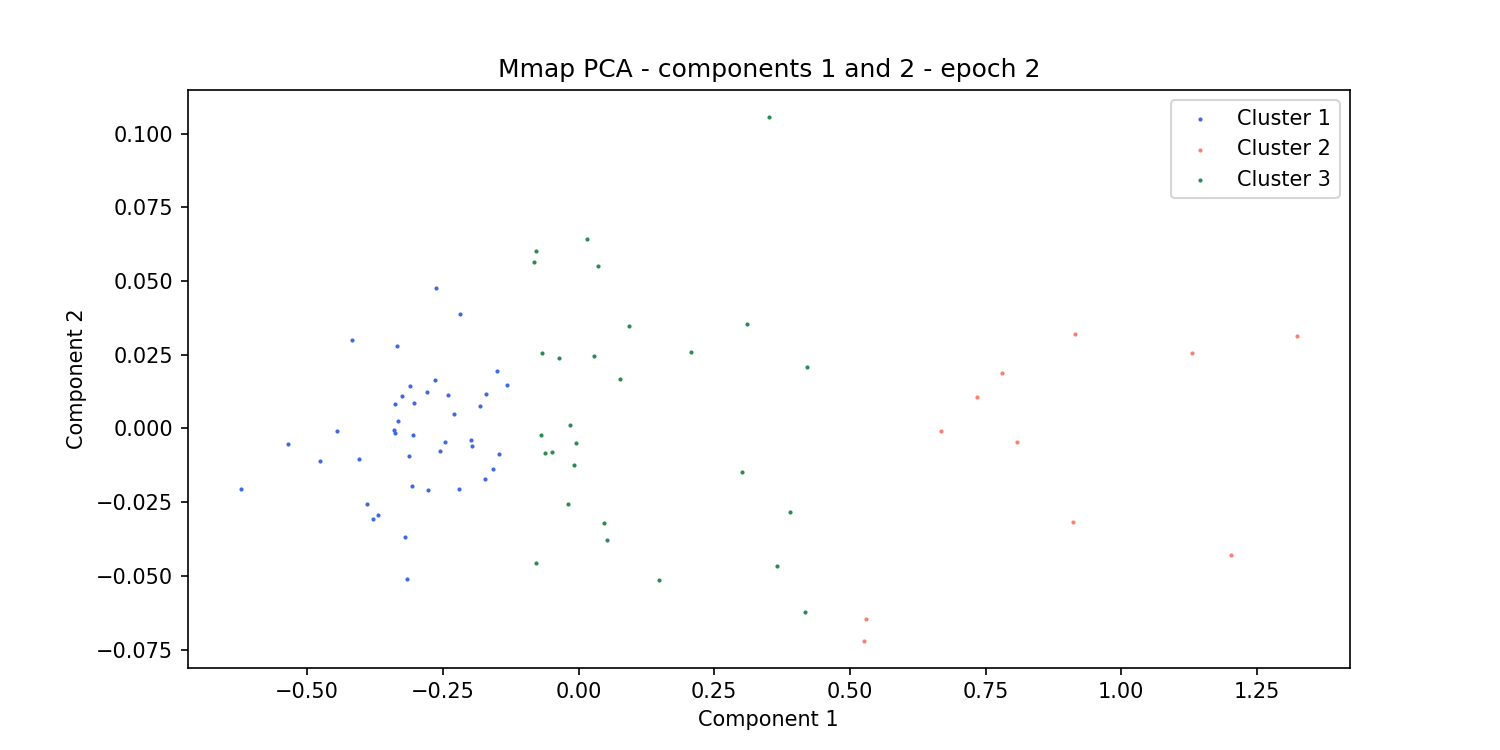 Mmap PCA - components 1 and 2 - epoch 2
Cluster 1
Cluster 2
Cluster 3
Component 2
0.100
0.075
0.050
0.025
0.000
−0.025
−0.050
−0.075
−0.50
−0.25
0.00
0.25
0.50
0.75
1.00
1.25
Component 1